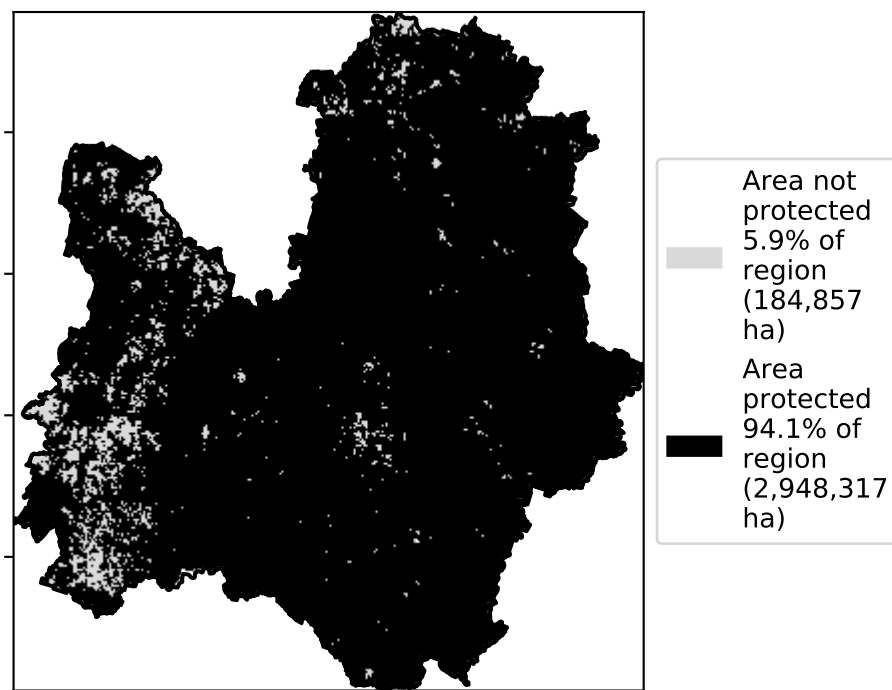 Area not
protected
5.9% of
region
(184,857
ha)
Area
protected
94.1% of
region
(2,948,317
ha)